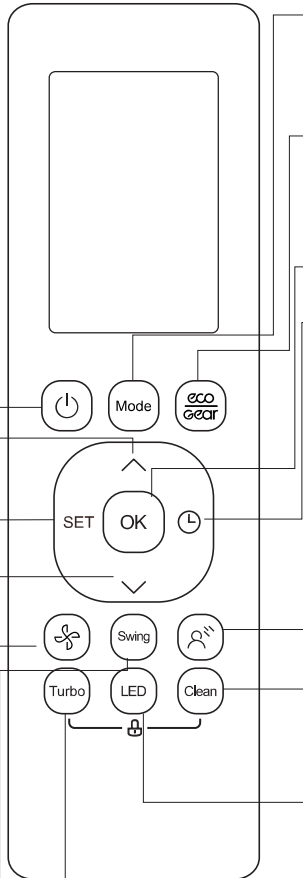 Mode
eco
Gear
SET
OK
Swing
Turbo
LED
Clean